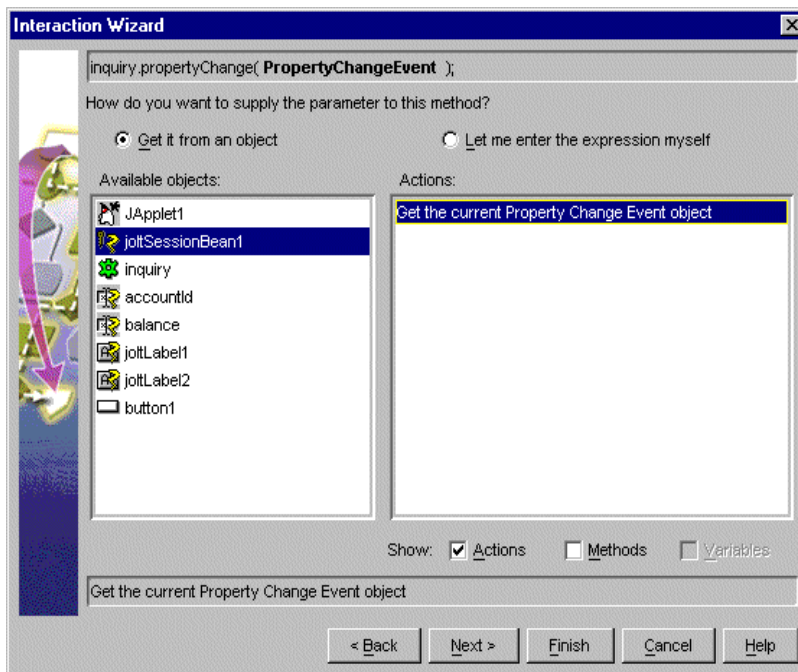 Interaction Wizard
inquiry.propertyChange( PropertyChangeEvent );
How do you want to supply the parameter to this method?
Get it from an object
Let me enter the expression myself
Available objects:
Actions:
JApplet1
Get the current Property Change Event object
joltSessionBean1
inquiry
accountId
balance
joltLabel1
joltLabel2
button1
Show: Actions Methods Variables
Get the current Property Change Event object
< Back Next > Finish Cancel Help